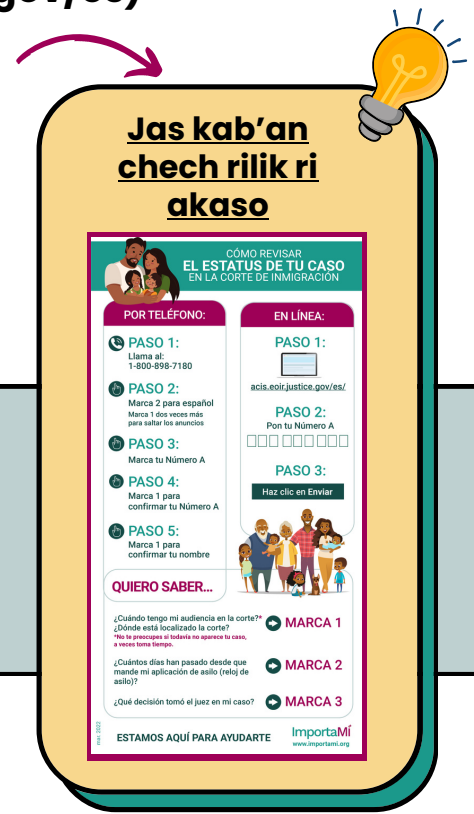 gov/es)
Jas kab'an
chech rilik ri
akaso
CÓMO REVISAR
EL ESTATUS DE TU CASO
EN LA CORTE DE INMIGRACIÓN
POR TELÉFONO:
PASO 1:
Llama al:
1-800-898-7180
PASO 2:
Marca 2 para español
Marca 1 dos veces más
para saltar los anuncios
PASO 3:
Marca tu Número A
PASO 4:
Marca 1 para
confirmar tu Número A
PASO 5:
Marca 1 para
confirmar tu nombre
EN LÍNEA:
PASO 1:
acis.eoir.justice.gov/es/
PASO 2:
Pon tu Número A
PASO 3:
Haz clic en Enviar
QUIERO SABER...
¿Cuándo tengo mi audiencia en la corte?*
¿Dónde está localizado la corte?
*No te preocupes si todavía no aparece tu caso,
a veces toma tiempo.
MARCA 1
¿Cuántos días han pasado desde que
mande mi aplicación de asilo (reloj de
asilo)?
MARCA 2
¿Qué decisión tomó el juez en mi caso?
MARCA 3
ESTAMOS AQUÍ PARA AYUDARTE
ImportaMí
www.importami.org